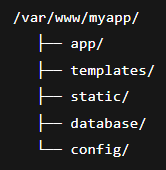 /var/www/myapp/
├── app/
├── templates/
├── static/
├── database/
└── config/